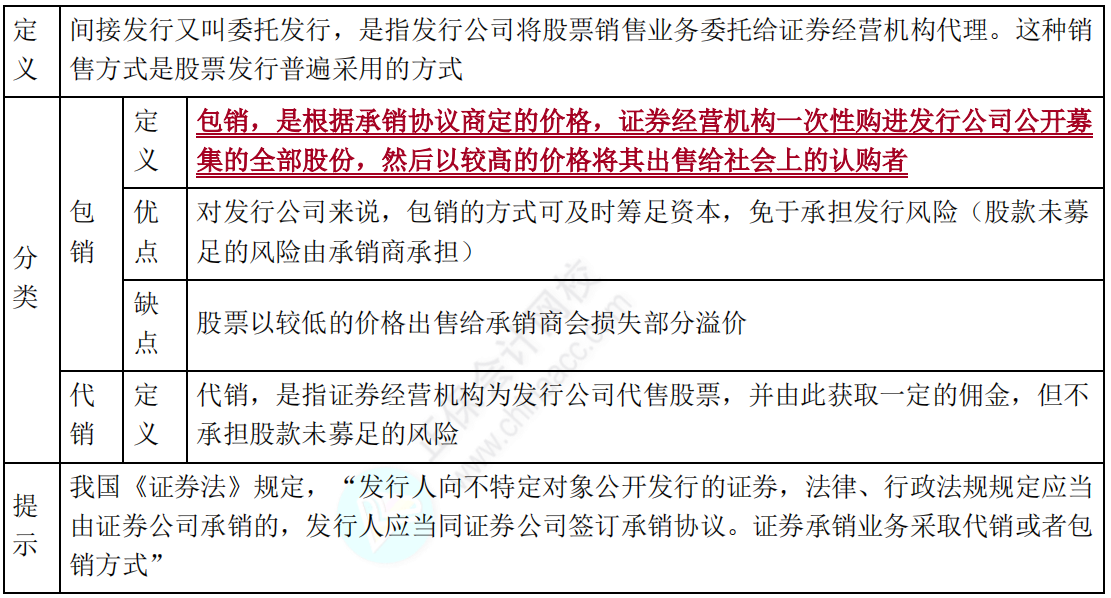 定义
间接发行又叫委托发行，是指发行公司将股票销售业务委托给证券经营机构代理。这种销
售方式是股票发行普遍采用的方式
分类
包销
定义
包销，是根据承销协议商定的价格，证券经营机构一次性购进发行公司公开募
集的全部股份，然后以较高的价格将其出售给社会上的认购者
优点
对发行公司来说，包销的方式可及时筹足资本，免于承担发行风险（股款未募
足的风险由承销商承担）
缺点
股票以较低的价格出售给承销商会损失部分溢价
代销
定义
代销，是指证券经营机构为发行公司代售股票，并由此获取一定的佣金，但不
承担股款未募足的风险
提示
我国《证券法》规定，“发行人向不特定对象公开发行的证券，法律、行政法规规定应当
由证券公司承销的，发行人应当同证券公司签订承销协议。证券承销业务采取代销或者包
销方式”
正保会计网校
www.chinaacc.com